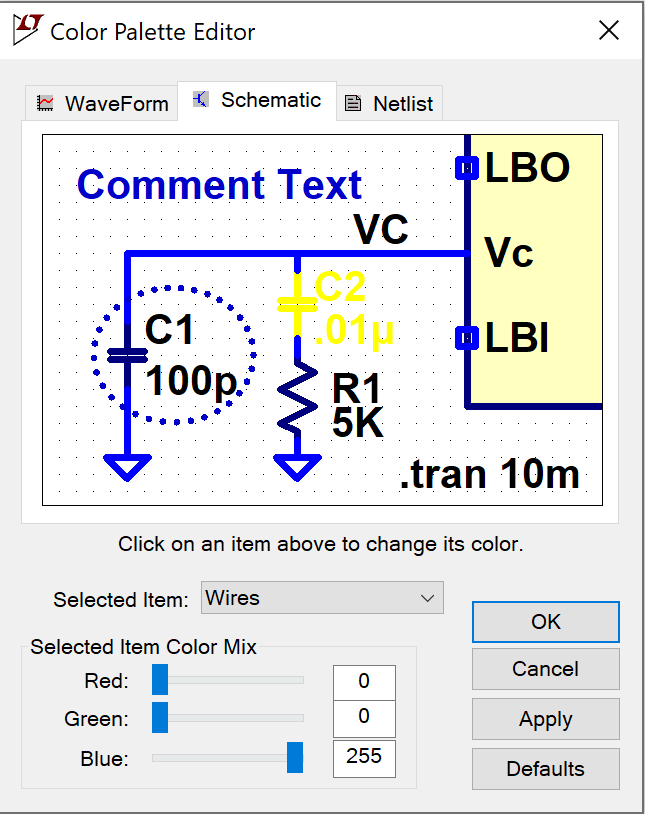 Color Palette Editor
WaveForm
Schematic
Netlist
Comment Text
LBO
VC
Vc
C2
.01µ
C1
100p
LBI
R1
5K
.tran 10m
Click on an item above to change its color.
Selected Item:
Wires
OK
Selected Item Color Mix
Cancel
Red:
0
Green:
0
Apply
Blue:
255
Defaults